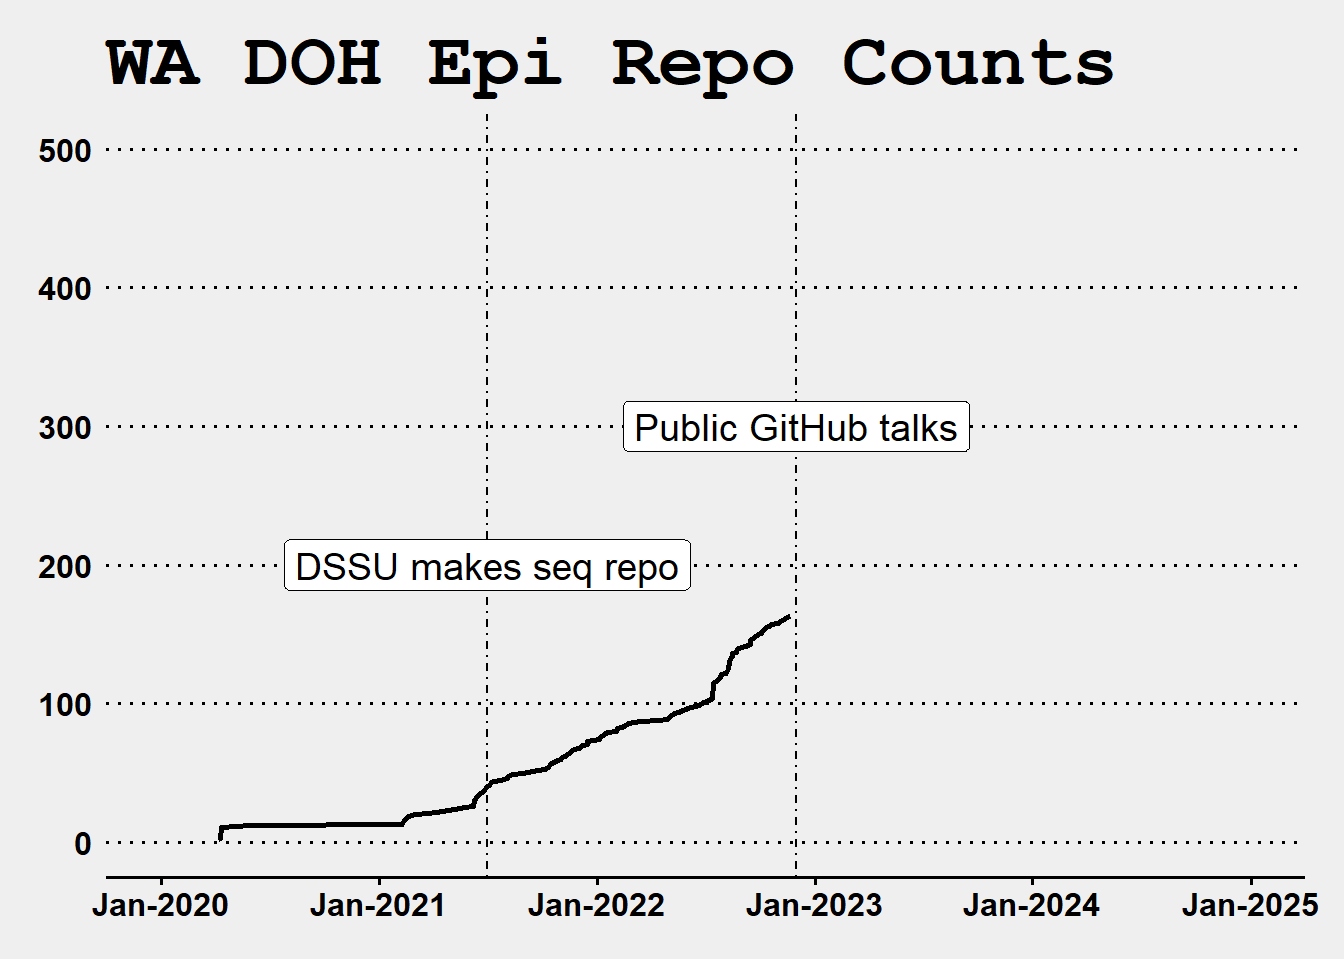 WA DOH Epi Repo Counts
500
400
300
Public GitHub talks
200
DSSU makes seq repo
100
0
Jan-2020 Jan-2021 Jan-2022 Jan-2023 Jan-2024 Jan-2025